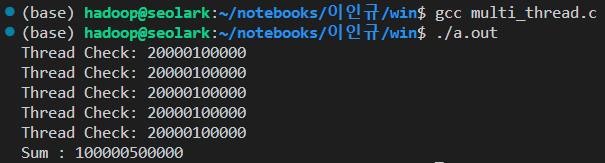 (base) hadoop@seolark:~/notebooks/이인규/win$ gcc multi_thread.c
(base) hadoop@seolark:~/notebooks/이인규/win$ ./a.out
Thread Check: 20000100000
Thread Check: 20000100000
Thread Check: 20000100000
Thread Check: 20000100000
Thread Check: 20000100000
Sum : 100000500000